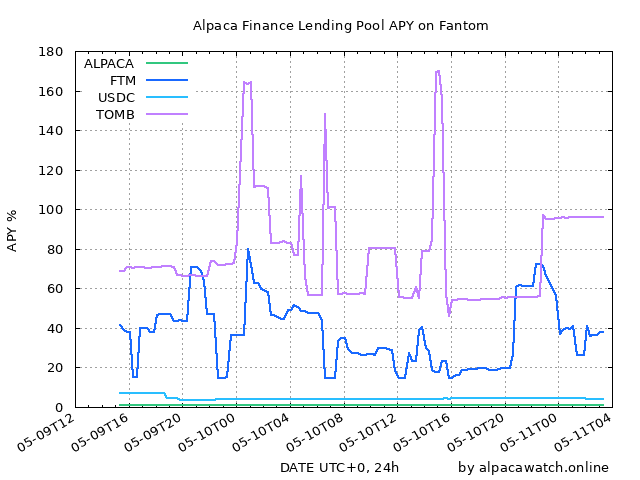 Alpaca Finance Lending Pool APY on Fantom
APY %
180
160
140
120
100
80
60
40
20
0
ALPACA
FTM
USDC
TOMB
05-09T12
05-09T16
05-09T20
05-10T00
05-10T04
05-10T08
05-10T12
05-10T16
05-10T20
05-11T00
05-11T04
DATE UTC+0, 24h
by alpacawatch.online